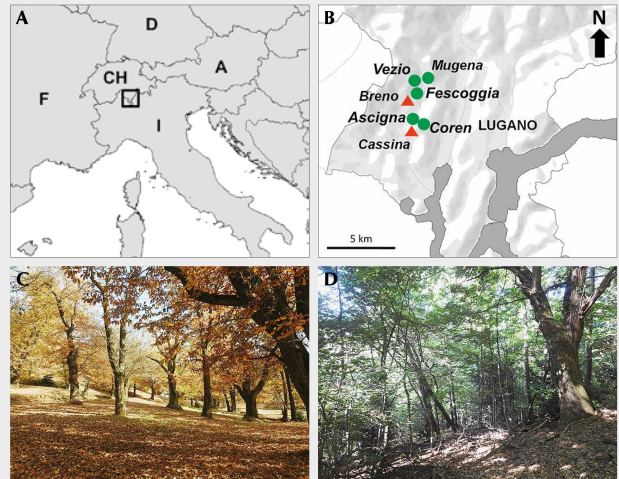 A
D
CH
A
F
I
B
N
Vezio
Mugena
Breno
Fescoggia
Ascigna
Coren
LUGANO
Cassina
5 km
C
D